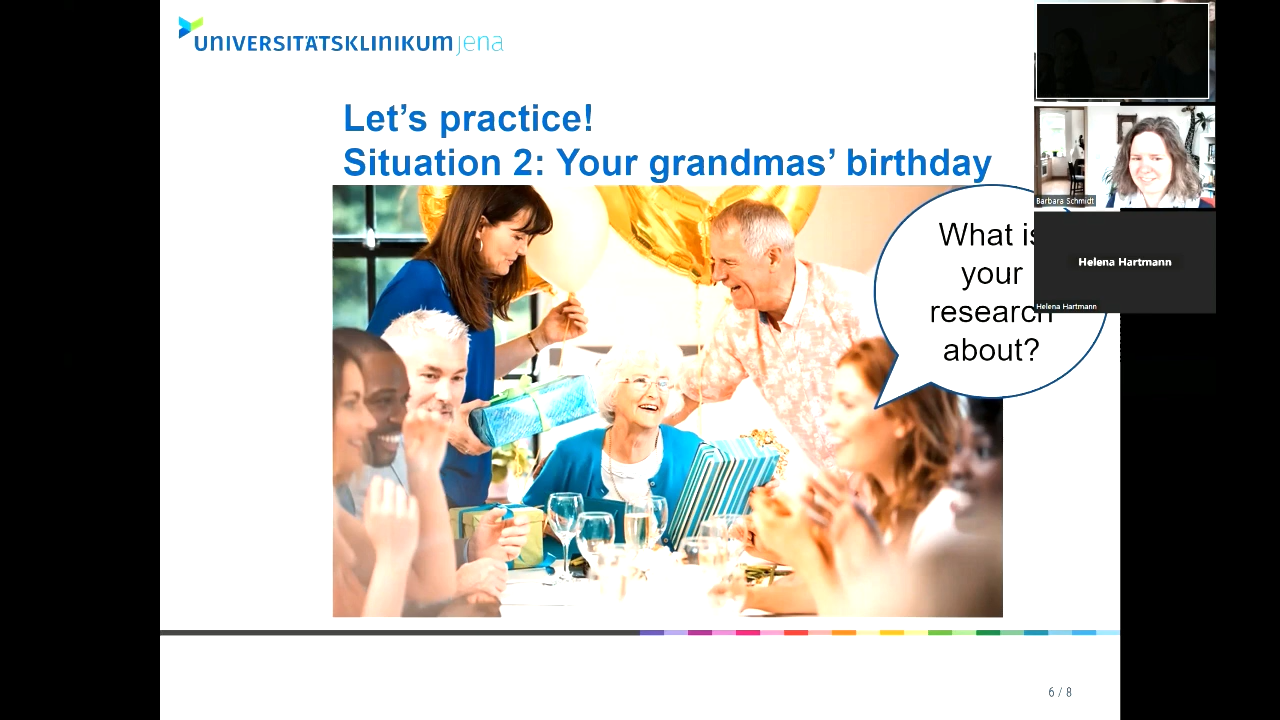 UNIVERSITÄTSKLINIKUM jena
Let's practice!
Situation 2: Your grandmas' birthday
What is
your
research
about?
Barbara Schmidt
Helena Hartmann
Helena Hartmann
6 / 8